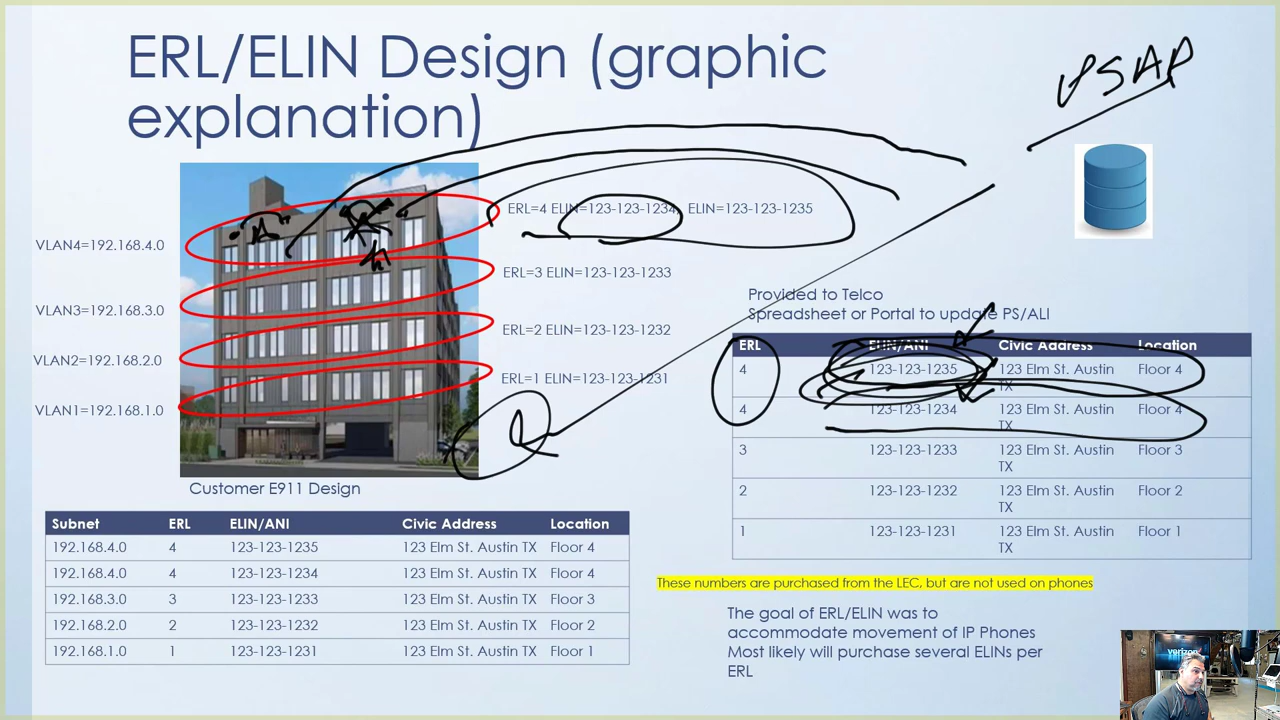 ERL/ELIN Design (graphic
explanation)
PSAP
VLAN4=192.168.4.0
VLAN3=192.168.3.0
VLAN2=192.168.2.0
VLAN1=192.168.1.0
ERL=4 ELIN=123-123-1234, ELIN=123-123-1235
ERL=3 ELIN=123-123-1233
ERL=2 ELIN=123-123-1232
ERL=1 ELIN=123-123-1231
Customer E911 Design
Subnet ERL ELIN/ANI Civic Address Location
192.168.4.0 4 123-123-1235 123 Elm St. Austin TX Floor 4
192.168.4.0 4 123-123-1234 123 Elm St. Austin TX Floor 4
192.168.3.0 3 123-123-1233 123 Elm St. Austin TX Floor 3
192.168.2.0 2 123-123-1232 123 Elm St. Austin TX Floor 2
192.168.1.0 1 123-123-1231 123 Elm St. Austin TX Floor 1
Provided to Telco
Spreadsheet or Portal to update PS/ALI
ERL ELIN/ANI Civic Address Location
4 123-123-1235 123 Elm St. Austin Floor 4
TX
4 123-123-1234 123 Elm St. Austin Floor 4
TX
3 123-123-1233 123 Elm St. Austin Floor 3
TX
2 123-123-1232 123 Elm St. Austin Floor 2
TX
1 123-123-1231 123 Elm St. Austin Floor 1
TX
These numbers are purchased from the LEC, but are not used on phones
The goal of ERL/ELIN was to
accommodate movement of IP Phones
Most likely will purchase several ELINs per
ERL
verizon